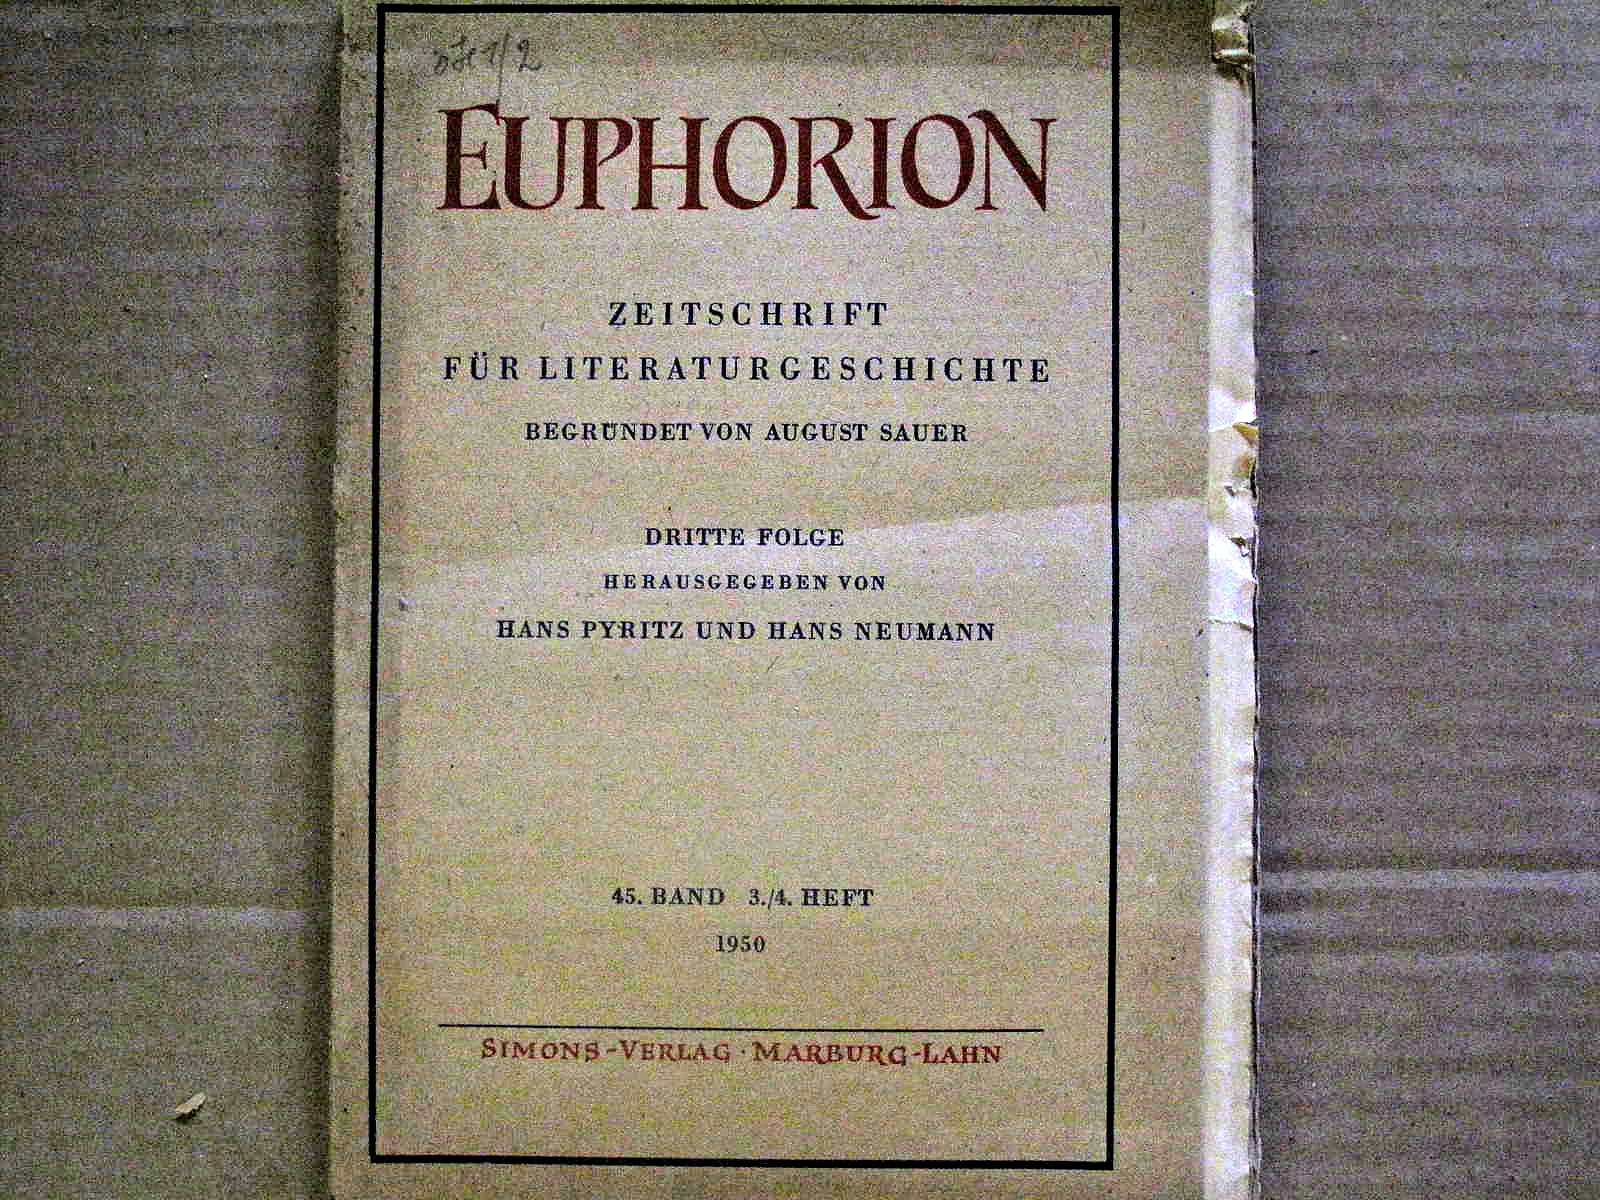 EUPHORION
ZEITSCHRIFT
FÜR LITERATURGESCHICHTE
BEGRÜNDET VON AUGUST SAUER
DRITTE FOLGE
HERAUSGEGEBEN VON
HANS PYRITZ UND HANS NEUMANN
45. BAND 3./4. HEFT
1950
SIMONS-VERLAG · MARBURG-LAHN